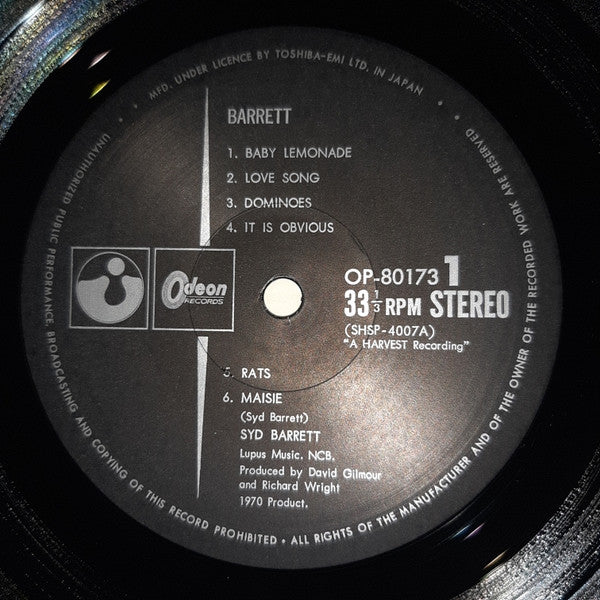 MFD. UNDER LICENCE BY TOSHIBA-EMI LTD. IN JAPAN
BARRETT
1. BABY LEMONADE
2. LOVE SONG
3. DOMINOES
4. IT IS OBVIOUS
Odeon
RECORDS
OP-80173 1
33 1/3 RPM STEREO
(SHSP-4007A)
"A HARVEST Recording"
5. RATS
6. MAISIE
(Syd Barrett)
SYD BARRETT
Lupus Music. NCB.
Produced by David Gilmour
and Richard Wright
1970 Product.
UNAUTHORIZED PUBLIC PERFORMANCE, BROADCASTING AND COPYING OF THIS RECORD PROHIBITED • ALL RIGHTS OF THE MANUFACTURER AND OF THE OWNER OF THE RECORDED WORK ARE RESERVED